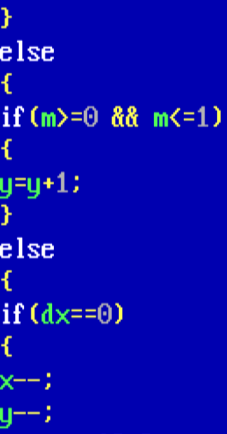 }
else
{
if(m>=0 && m<=1)
{
y=y+1;
}
else
{
if(dx==0)
{
x--;
y--;